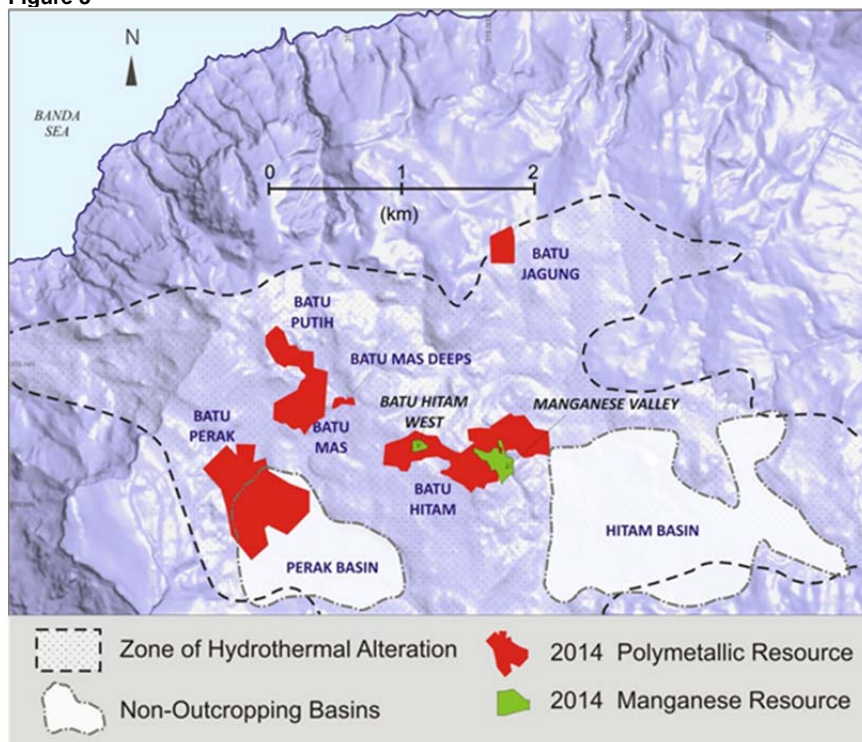 N
BANDA
SEA
0 1 2
(km)
BATU
JAGUNG
BATU
PUTIH
BATU MAS DEEPS
BATU
PERAK
BATU
MAS
BATU HITAM
WEST
MANGANESE VALLEY
BATU
HITAM
PERAK BASIN
HITAM BASIN
Zone of Hydrothermal Alteration
2014 Polymetallic Resource
Non-Outcropping Basins
2014 Manganese Resource